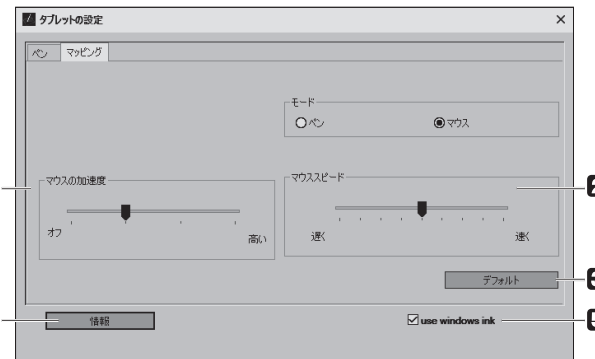 タブレットの設定
ペン マッピング
モード
ペン マウス
マウスの加速度
オフ 高い
マウススピード
遅く 速く
デフォルト
情報
use windows ink